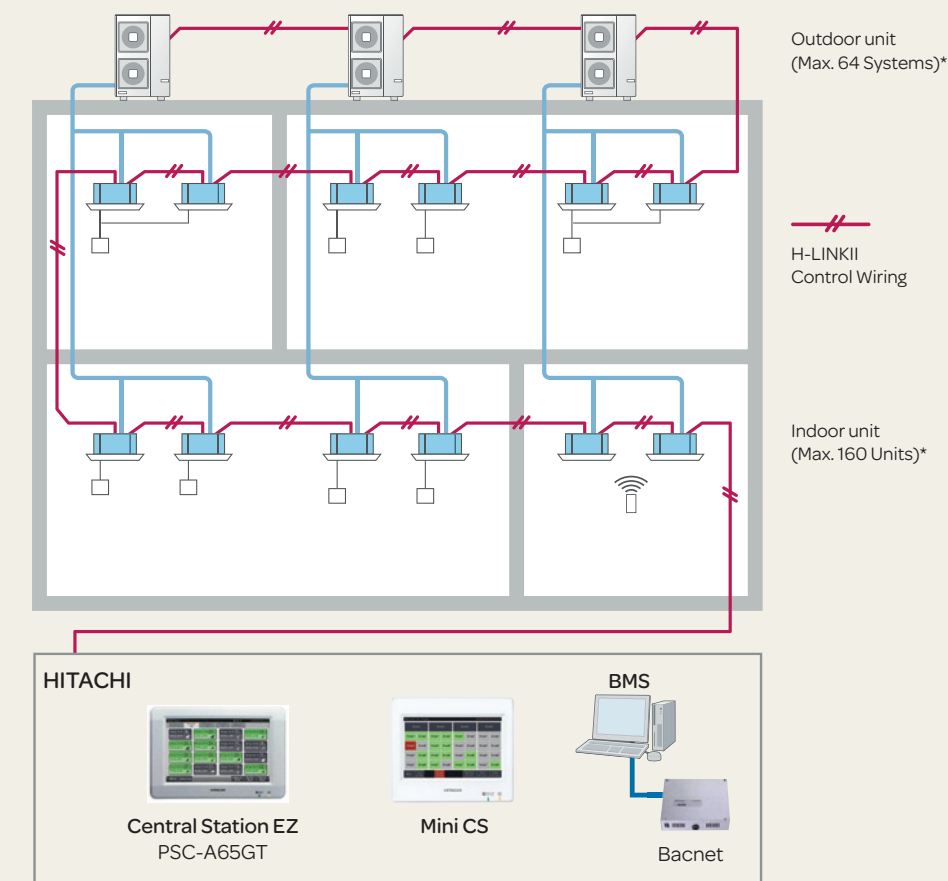 Outdoor unit
(Max. 64 Systems)*
H-LINKII
Control Wiring
Indoor unit
(Max. 160 Units)*
HITACHI
BMS
Central Station EZ
PSC-A65GT
Mini CS
Bacnet